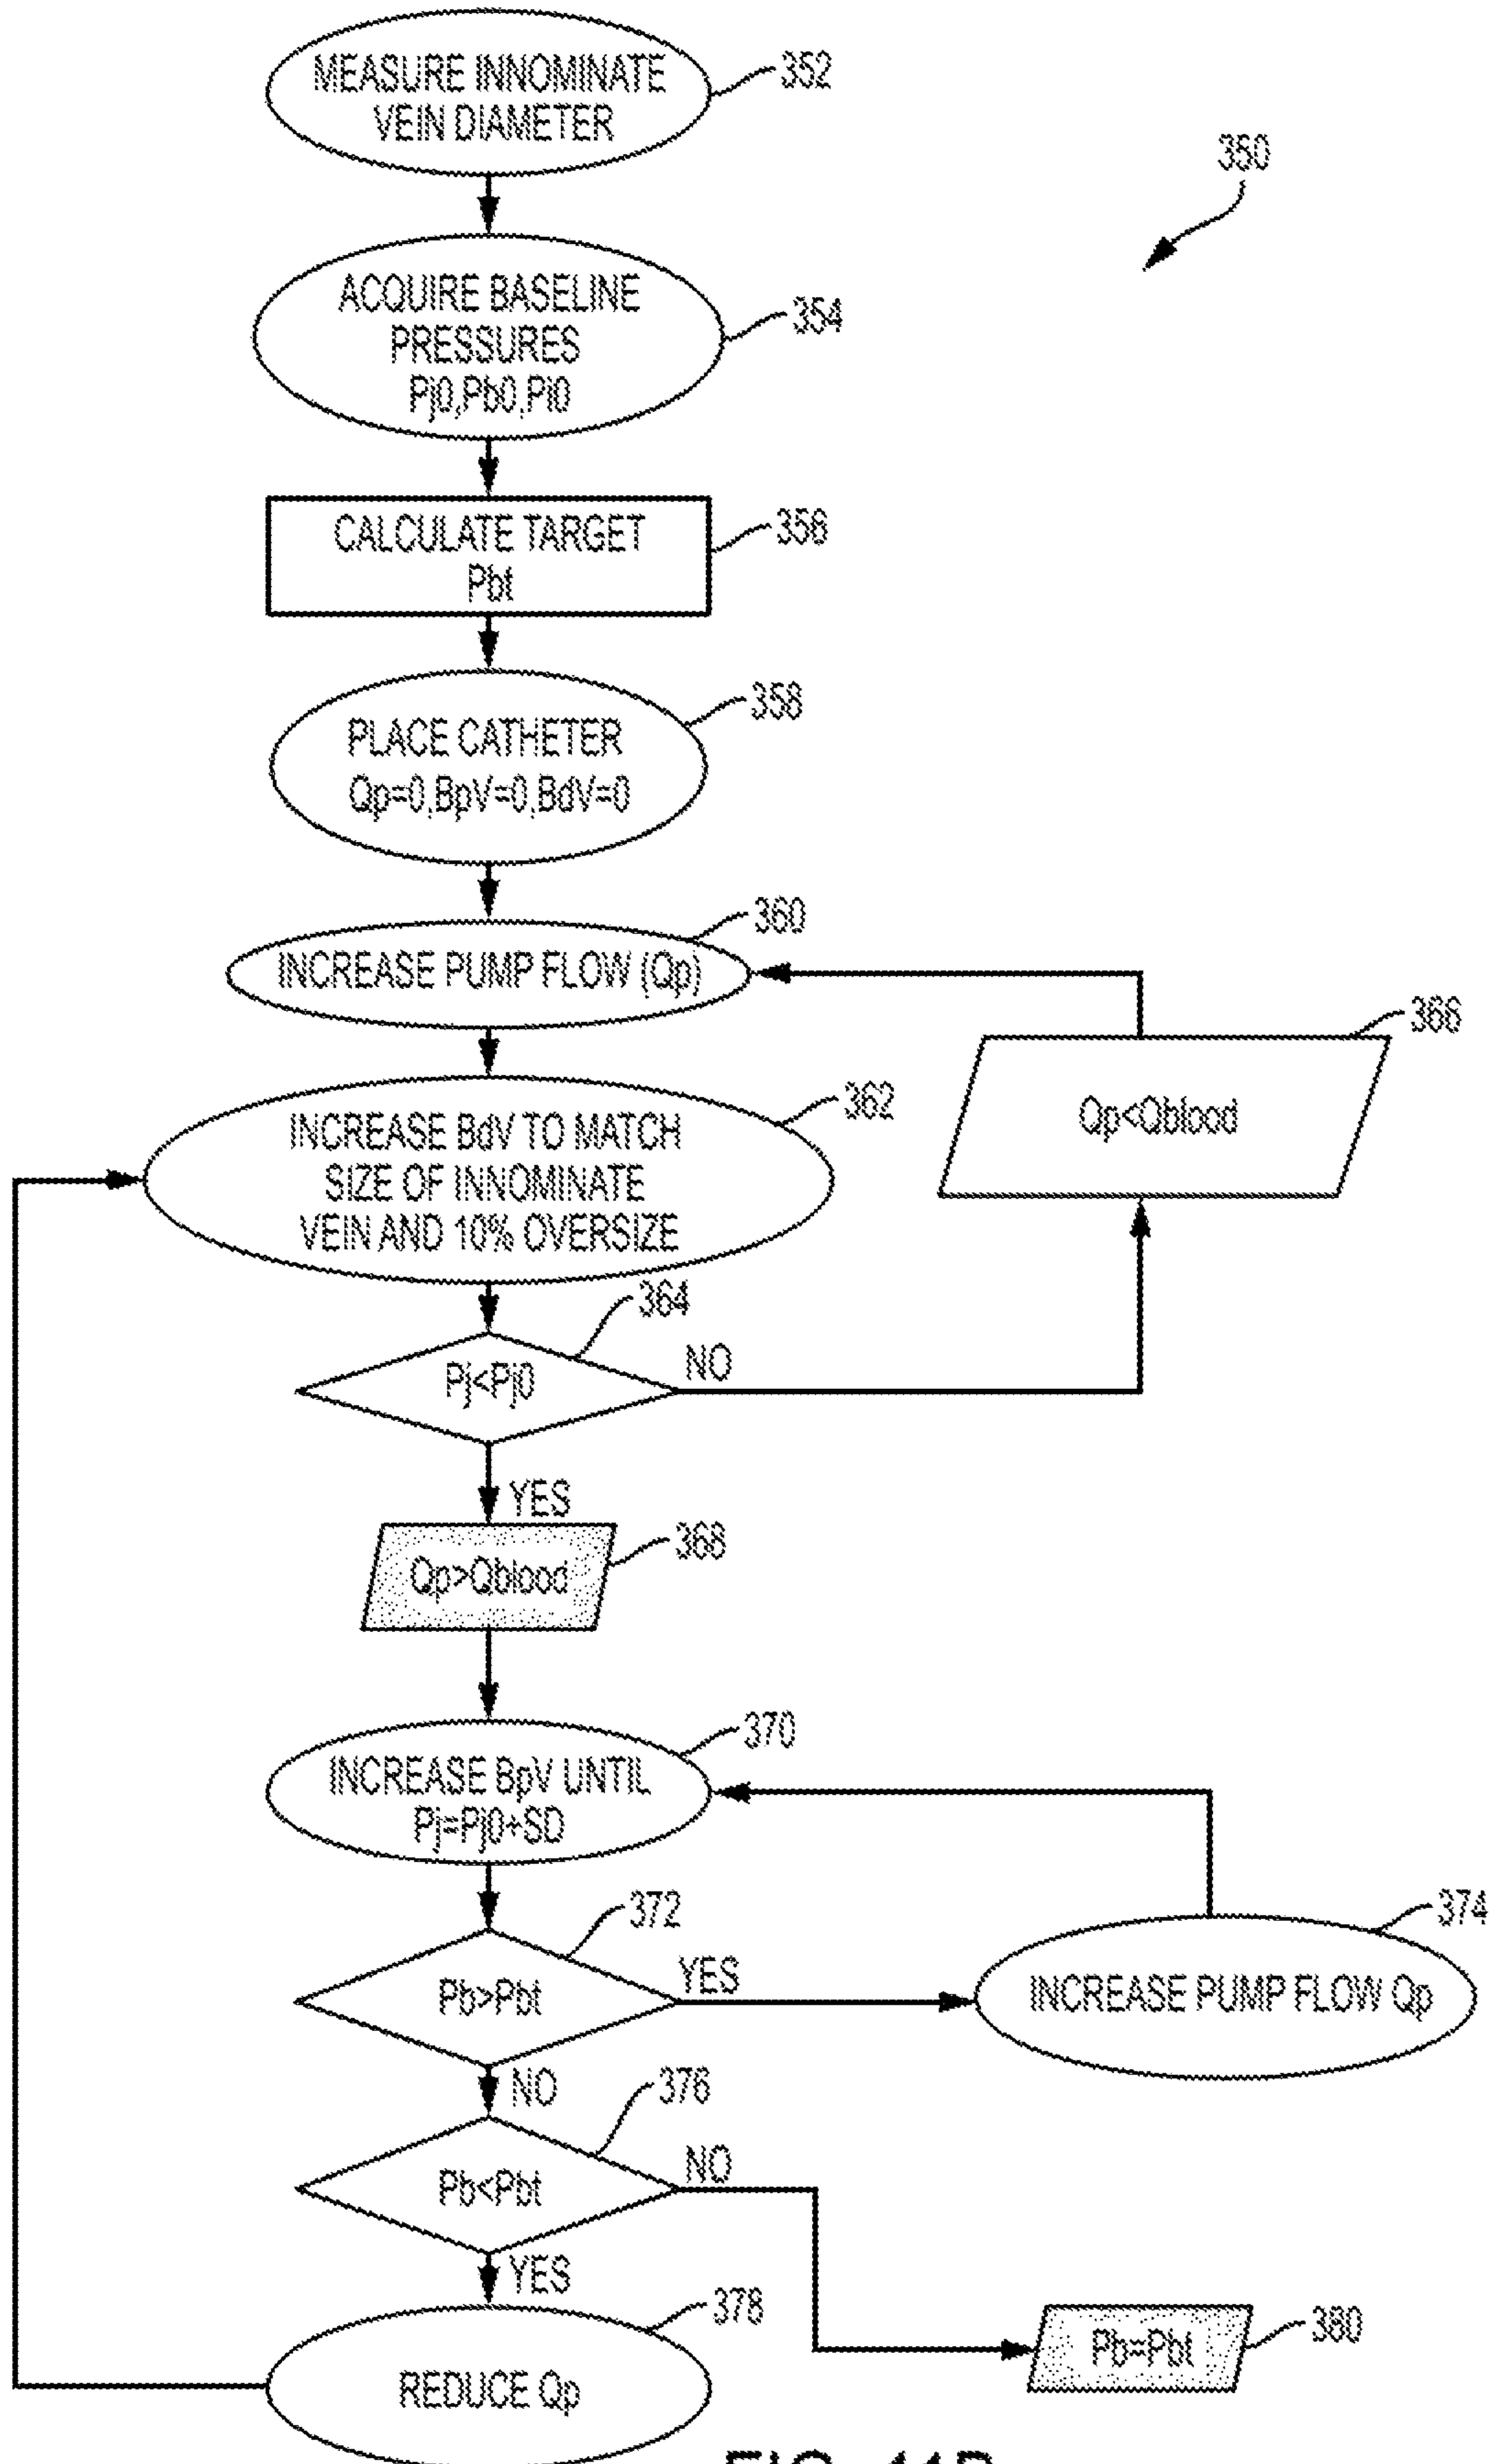 MEASURE INNOMINATE
VEIN DIAMETER
352
350
ACQUIRE BASELINE
PRESSURES
Pj0,Pb0,Pi0
354
CALCULATE TARGET
Pbt
356
PLACE CATHETER
Qp=0,BpV=0,BdV=0
358
INCREASE PUMP FLOW (Qp)
360
366
Qp<Qblood
INCREASE BdV TO MATCH
SIZE OF INNOMINATE
VEIN AND 10% OVERSIZE
362
364
Pj<Pj0
NO
YES
Qp>Qblood
368
INCREASE BpV UNTIL
Pj=Pj0+SD
370
372
Pb>Pbt
YES
374
INCREASE PUMP FLOW Qp
NO
376
Pb<Pbt
NO
YES
REDUCE Qp
378
Pb=Pbt
380